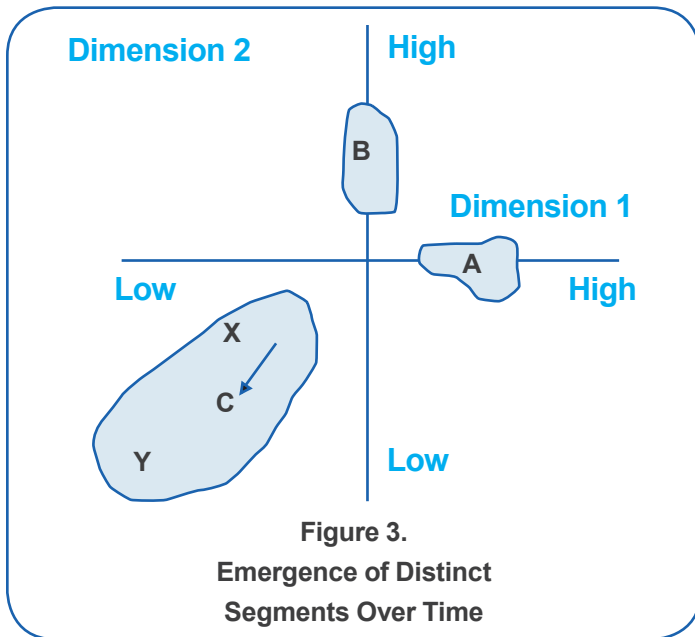 Dimension 2
High
B
Dimension 1
A
Low
High
X
C
Y
Low
Figure 3.
Emergence of Distinct
Segments Over Time